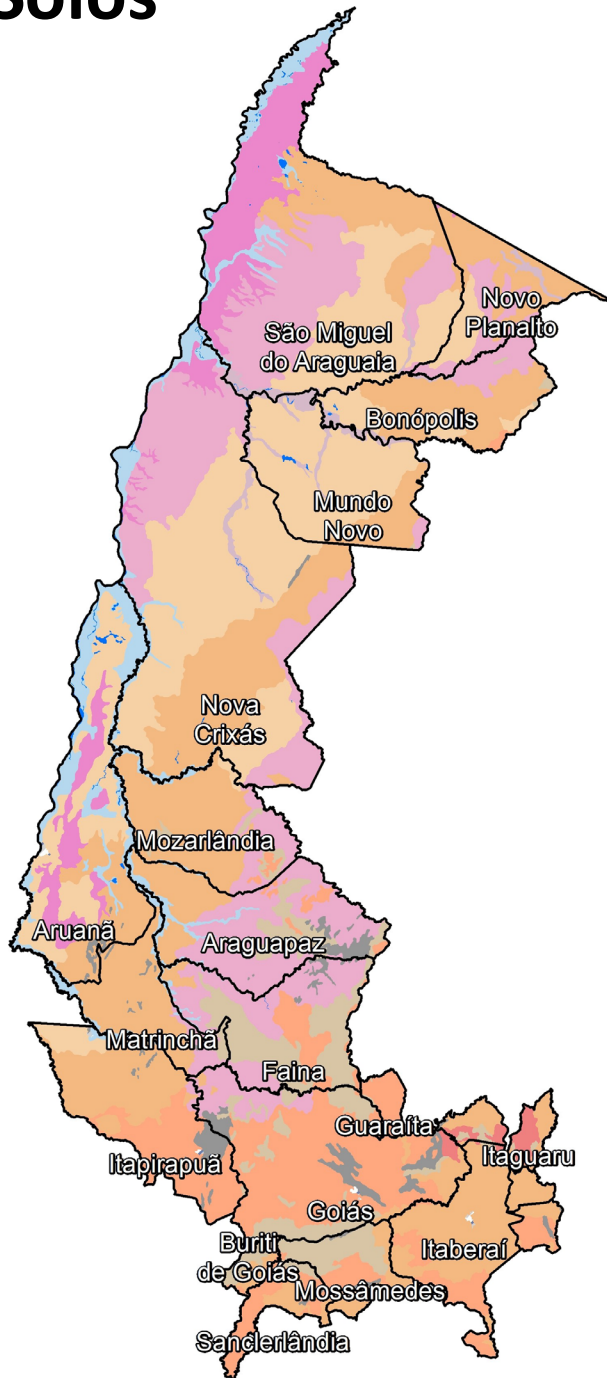 Solos
São Miguel
do Araguaia
Novo
Planalto
Bonópolis
Mundo
Novo
Nova
Crixás
Mozarlândia
Aruanã
Araguapaz
Matrinchã
Faina
Guaraíta
Itapirapuã
Itaguaru
Goiás
Buriti
de Goiás
Itaberaí
Mossâmedes
Sanclerlândia